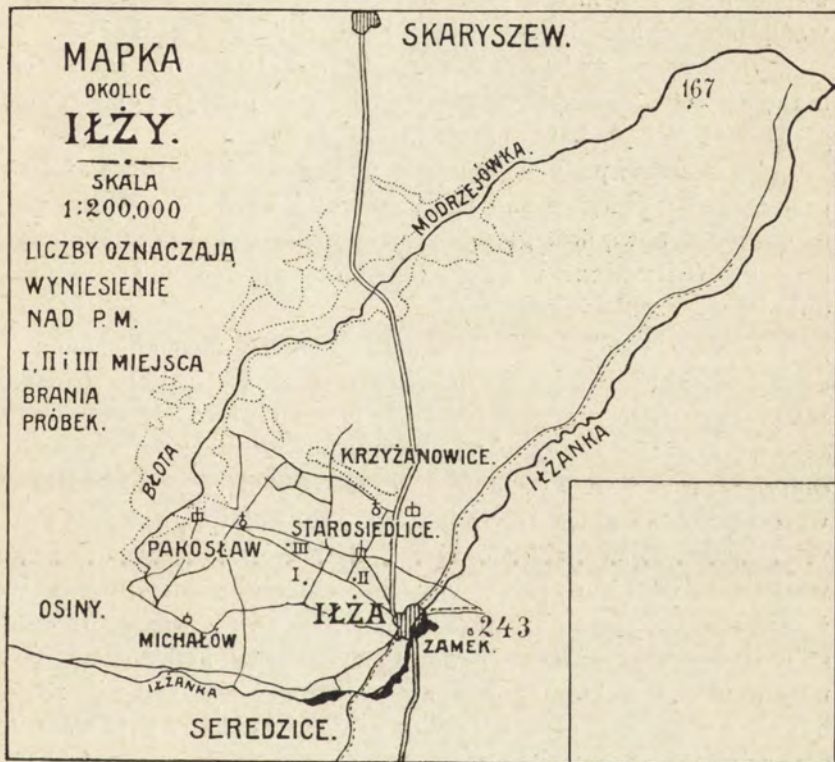 MAPKA
OKOLIC
IŁŻY.
SKALA
1:200,000
LICZBY OZNACZAJĄ
WYNIESIENIE
NAD P. M.
I, II i III MIEJSCA
BRANIA
PRÓBEK.
SKARYSZEW.
167
MODRZEJÓWKA.
BŁOTA
KRZYŻANOWICE.
IŁŻANKA
STAROSIEDLICE.
PAKOSŁAW
III
I.
II
OSINY.
IŁŻA
243
MICHAŁÓW
ZAMEK.
IŁŻANKA
SEREDZICE.